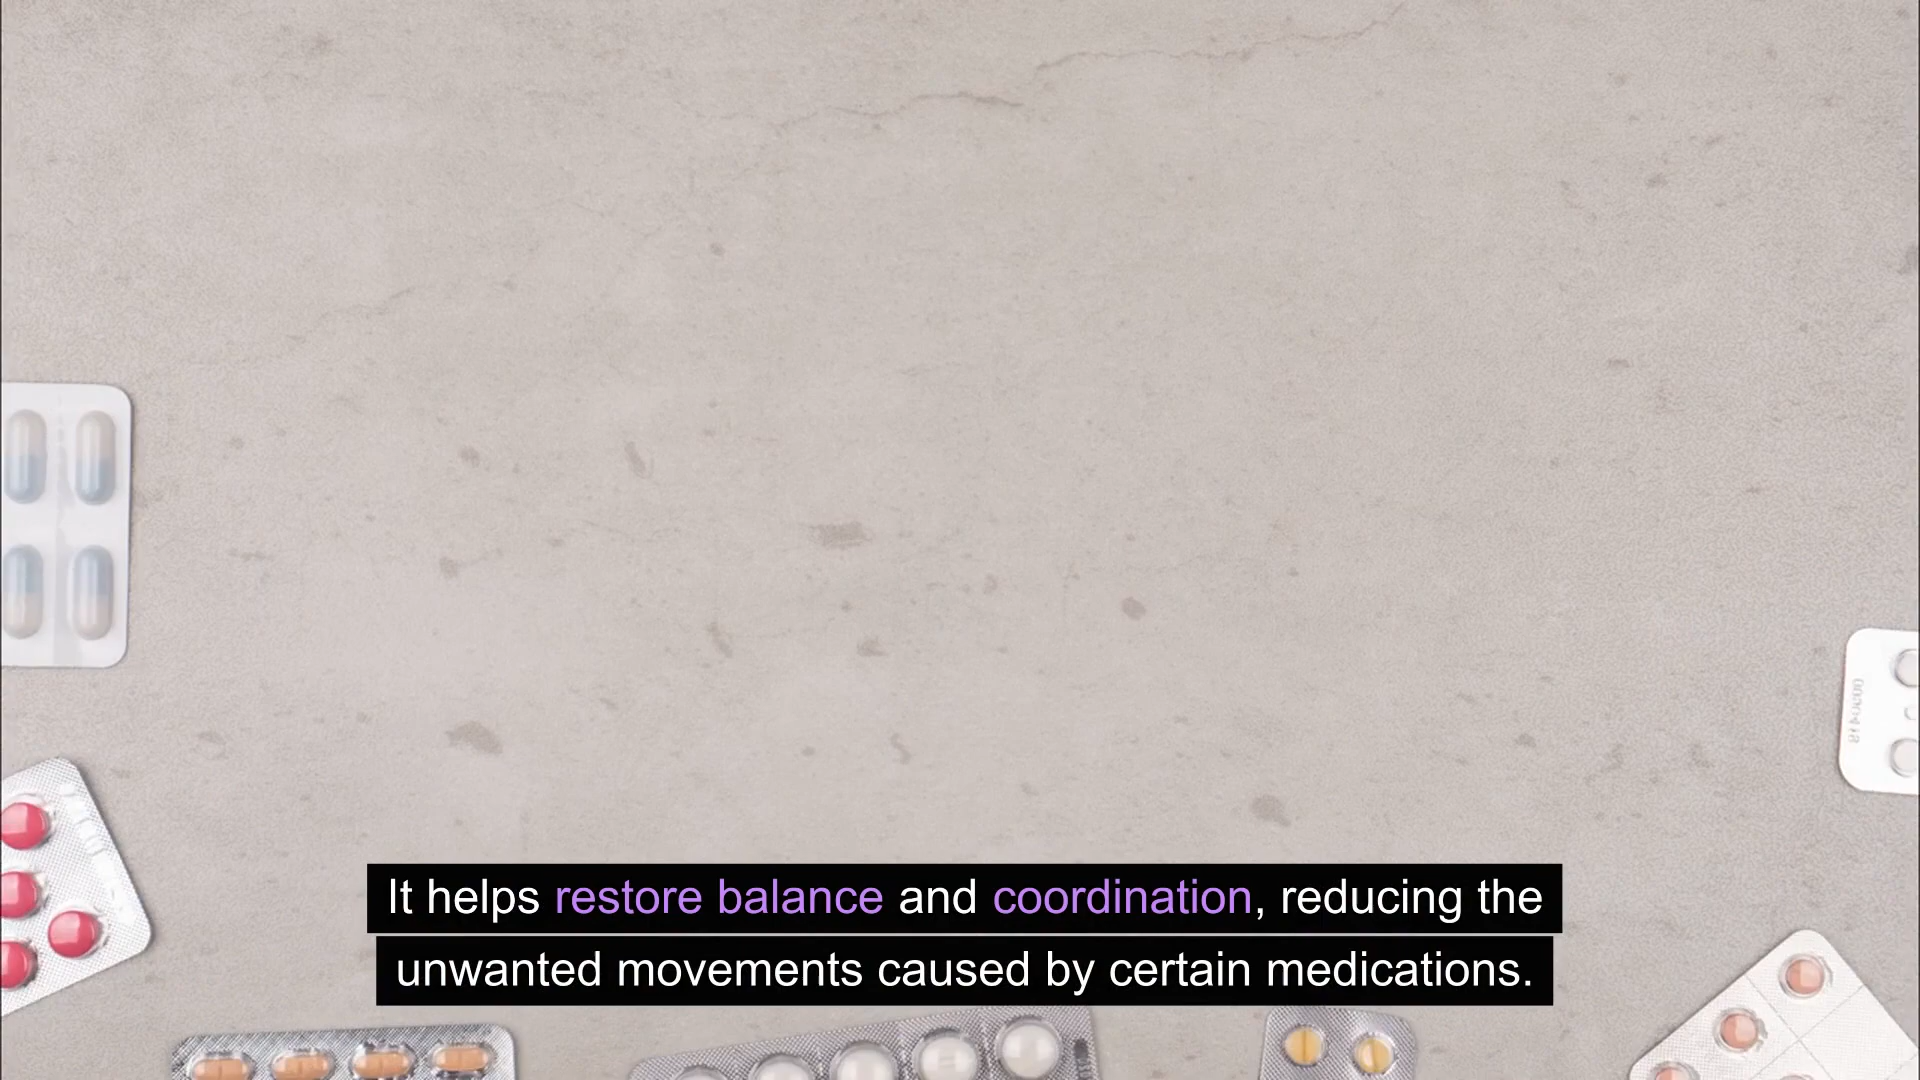 It helps restore balance and coordination, reducing the
unwanted movements caused by certain medications.